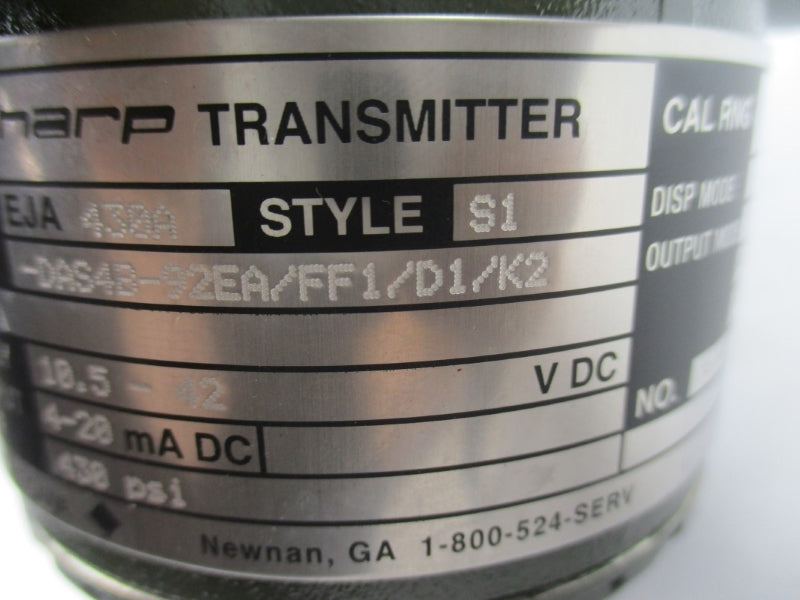 harp TRANSMITTER
CAL RNG
EJA 430A STYLE S1
DISP MODE
-DAS4B-92EA/FF1/D1/K2
OUTPUT MO
10.5 - 42 V DC
4-20 mA DC
NO.
430 psi
Newnan, GA 1-800-524-SERV